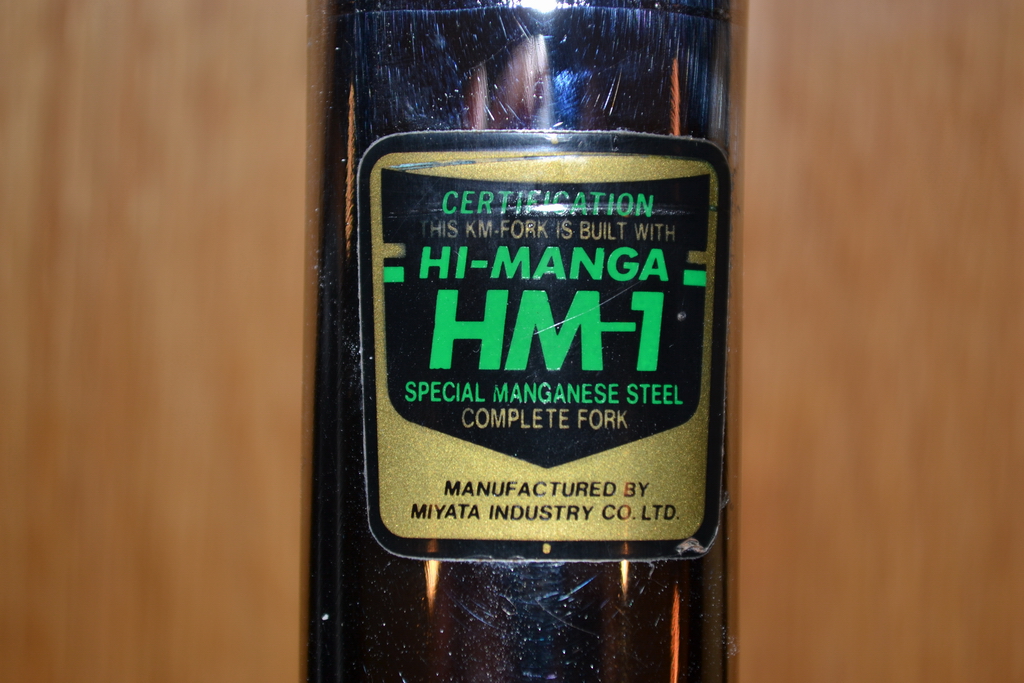 CERTIFICATION
THIS KM-FORK IS BUILT WITH
HI-MANGA
HM-1
SPECIAL MANGANESE STEEL
COMPLETE FORK
MANUFACTURED BY
MIYATA INDUSTRY CO. LTD.